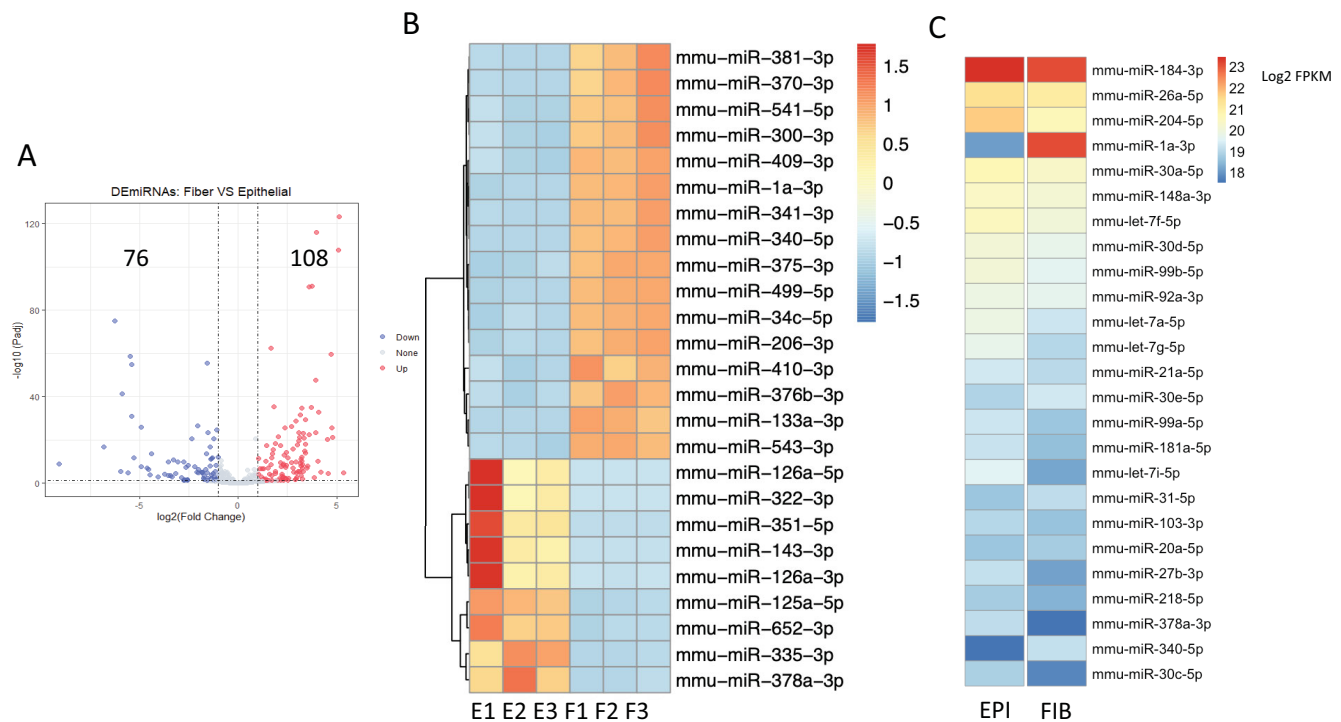 A
DEmiRNAs: Fiber VS Epithelial
-log10 (Padj)
120
80
40
0
76
108
-5
0
5
log2(Fold Change)
Down
None
Up
B
mmu-miR-381-3p
mmu-miR-370-3p
mmu-miR-541-5p
mmu-miR-300-3p
mmu-miR-409-3p
mmu-miR-1a-3p
mmu-miR-341-3p
mmu-miR-340-5p
mmu-miR-375-3p
mmu-miR-499-5p
mmu-miR-34c-5p
mmu-miR-206-3p
mmu-miR-410-3p
mmu-miR-376b-3p
mmu-miR-133a-3p
mmu-miR-543-3p
mmu-miR-126a-5p
mmu-miR-322-3p
mmu-miR-351-5p
mmu-miR-143-3p
mmu-miR-126a-3p
mmu-miR-125a-5p
mmu-miR-652-3p
mmu-miR-335-3p
mmu-miR-378a-3p
E1 E2 E3 F1 F2 F3
1.5
1
0.5
0
-0.5
-1
-1.5
C
mmu-miR-184-3p
mmu-miR-26a-5p
mmu-miR-204-5p
mmu-miR-1a-3p
mmu-miR-30a-5p
mmu-miR-148a-3p
mmu-let-7f-5p
mmu-miR-30d-5p
mmu-miR-99b-5p
mmu-miR-92a-3p
mmu-let-7a-5p
mmu-let-7g-5p
mmu-miR-21a-5p
mmu-miR-30e-5p
mmu-miR-99a-5p
mmu-miR-181a-5p
mmu-let-7i-5p
mmu-miR-31-5p
mmu-miR-103-3p
mmu-miR-20a-5p
mmu-miR-27b-3p
mmu-miR-218-5p
mmu-miR-378a-3p
mmu-miR-340-5p
mmu-miR-30c-5p
EPI FIB
Log2 FPKM
23
22
21
20
19
18